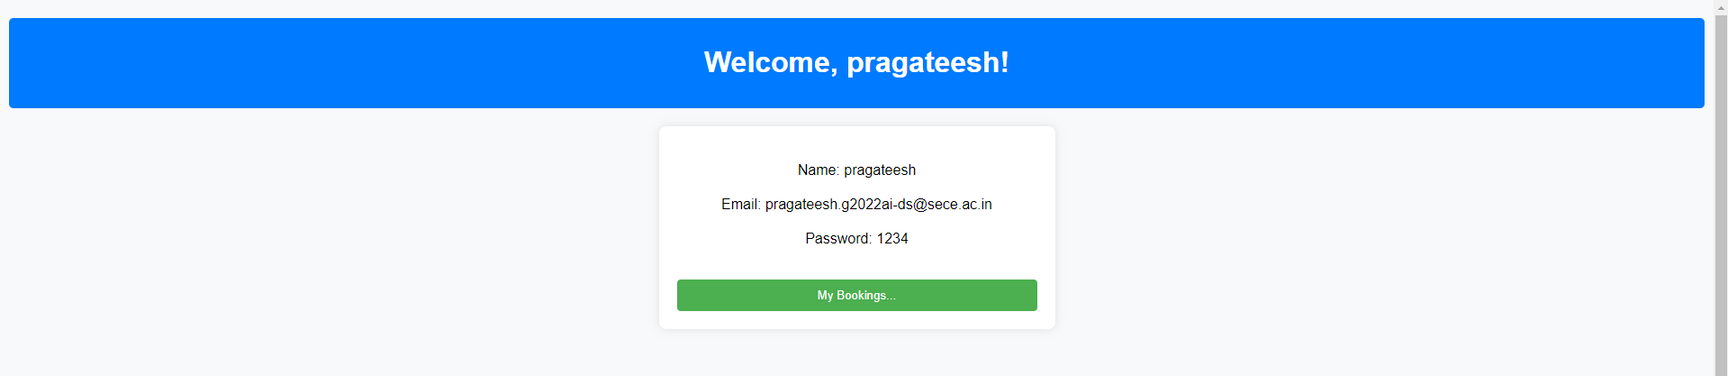 Welcome, pragateesh!
Name: pragateesh
Email: pragateesh.g2022ai-ds@sece.ac.in
Password: 1234
My Bookings...